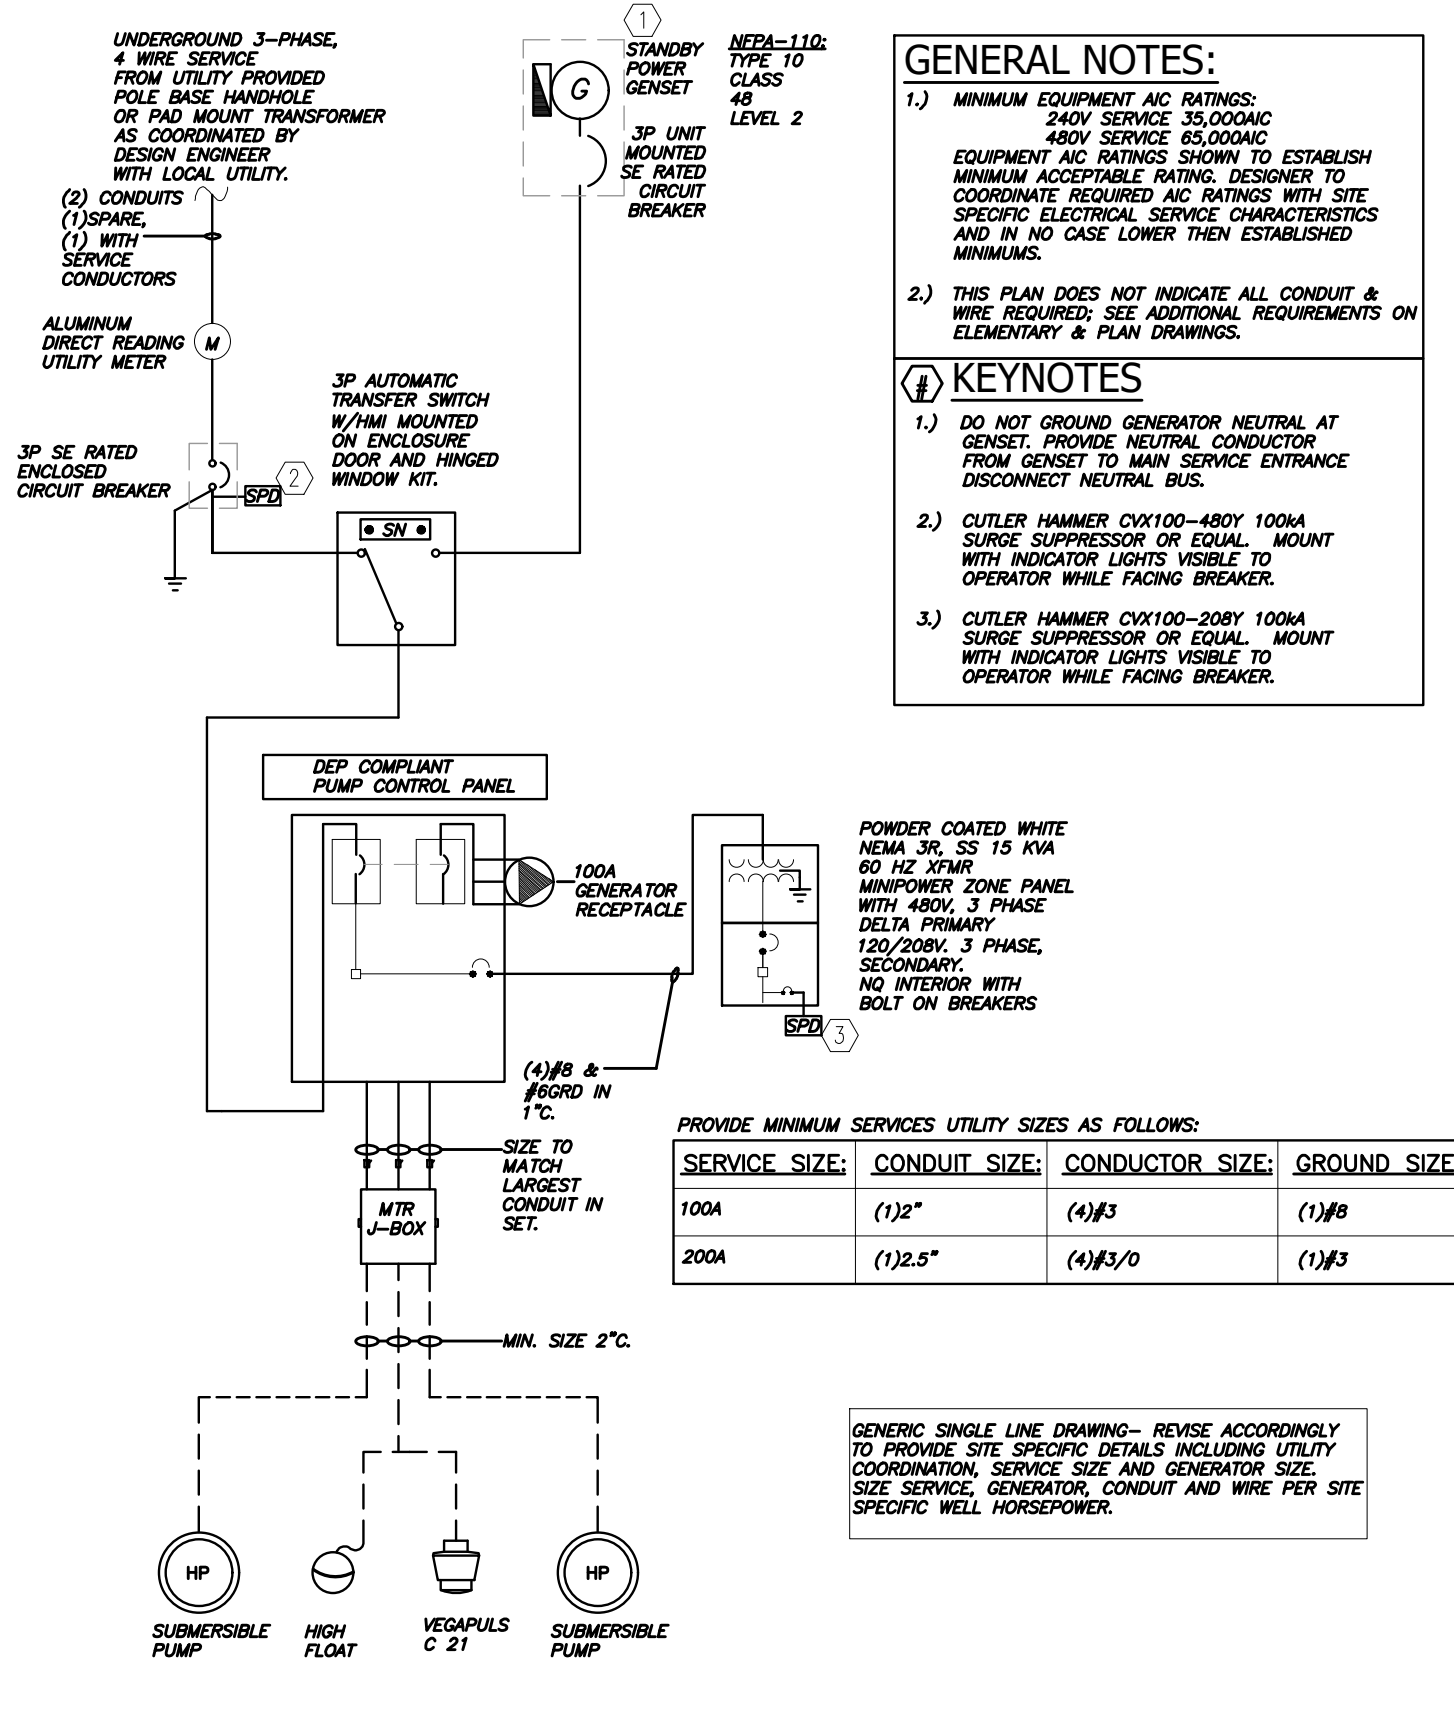 UNDERGROUND 3-PHASE,
4 WIRE SERVICE
FROM UTILITY PROVIDED
POLE BASE HANDHOLE
OR PAD MOUNT TRANSFORMER
AS COORDINATED BY
DESIGN ENGINEER
WITH LOCAL UTILITY.
(2) CONDUITS
(1)SPARE,
(1) WITH
SERVICE
CONDUCTORS
ALUMINUM
DIRECT READING
UTILITY METER
M
3P SE RATED
ENCLOSED
CIRCUIT BREAKER
SPD
2
3P AUTOMATIC
TRANSFER SWITCH
W/HMI MOUNTED
ON ENCLOSURE
DOOR AND HINGED
WINDOW KIT.
SN
1
STANDBY
POWER
GENSET
G
3P UNIT
MOUNTED
SE RATED
CIRCUIT
BREAKER
NFPA-110:
TYPE 10
CLASS
48
LEVEL 2
GENERAL NOTES:
1.) MINIMUM EQUIPMENT AIC RATINGS:
240V SERVICE 35,000AIC
480V SERVICE 65,000AIC
EQUIPMENT AIC RATINGS SHOWN TO ESTABLISH
MINIMUM ACCEPTABLE RATING. DESIGNER TO
COORDINATE REQUIRED AIC RATINGS WITH SITE
SPECIFIC ELECTRICAL SERVICE CHARACTERISTICS
AND IN NO CASE LOWER THEN ESTABLISHED
MINIMUMS.
2.) THIS PLAN DOES NOT INDICATE ALL CONDUIT &
WIRE REQUIRED; SEE ADDITIONAL REQUIREMENTS ON
ELEMENTARY & PLAN DRAWINGS.
# KEYNOTES
1.) DO NOT GROUND GENERATOR NEUTRAL AT
GENSET. PROVIDE NEUTRAL CONDUCTOR
FROM GENSET TO MAIN SERVICE ENTRANCE
DISCONNECT NEUTRAL BUS.
2.) CUTLER HAMMER CVX100-480Y 100kA
SURGE SUPPRESSOR OR EQUAL. MOUNT
WITH INDICATOR LIGHTS VISIBLE TO
OPERATOR WHILE FACING BREAKER.
3.) CUTLER HAMMER CVX100-208Y 100kA
SURGE SUPPRESSOR OR EQUAL. MOUNT
WITH INDICATOR LIGHTS VISIBLE TO
OPERATOR WHILE FACING BREAKER.
DEP COMPLIANT
PUMP CONTROL PANEL
100A
GENERATOR
RECEPTACLE
POWDER COATED WHITE
NEMA 3R, SS 15 KVA
60 HZ XFMR
MINIPOWER ZONE PANEL
WITH 480V, 3 PHASE
DELTA PRIMARY
120/208V. 3 PHASE,
SECONDARY.
NQ INTERIOR WITH
BOLT ON BREAKERS
SPD
3
(4)#8 &
#6GRD IN
1"C.
SIZE TO
MATCH
LARGEST
CONDUIT IN
SET.
MTR
J-BOX
MIN. SIZE 2"C.
PROVIDE MINIMUM SERVICES UTILITY SIZES AS FOLLOWS:
SERVICE SIZE: CONDUIT SIZE: CONDUCTOR SIZE: GROUND SIZE
100A (1)2" (4)#3 (1)#8
200A (1)2.5" (4)#3/0 (1)#3
GENERIC SINGLE LINE DRAWING- REVISE ACCORDINGLY
TO PROVIDE SITE SPECIFIC DETAILS INCLUDING UTILITY
COORDINATION, SERVICE SIZE AND GENERATOR SIZE.
SIZE SERVICE, GENERATOR, CONDUIT AND WIRE PER SITE
SPECIFIC WELL HORSEPOWER.
HP
SUBMERSIBLE
PUMP
HIGH
FLOAT
VEGAPULS
C 21
HP
SUBMERSIBLE
PUMP